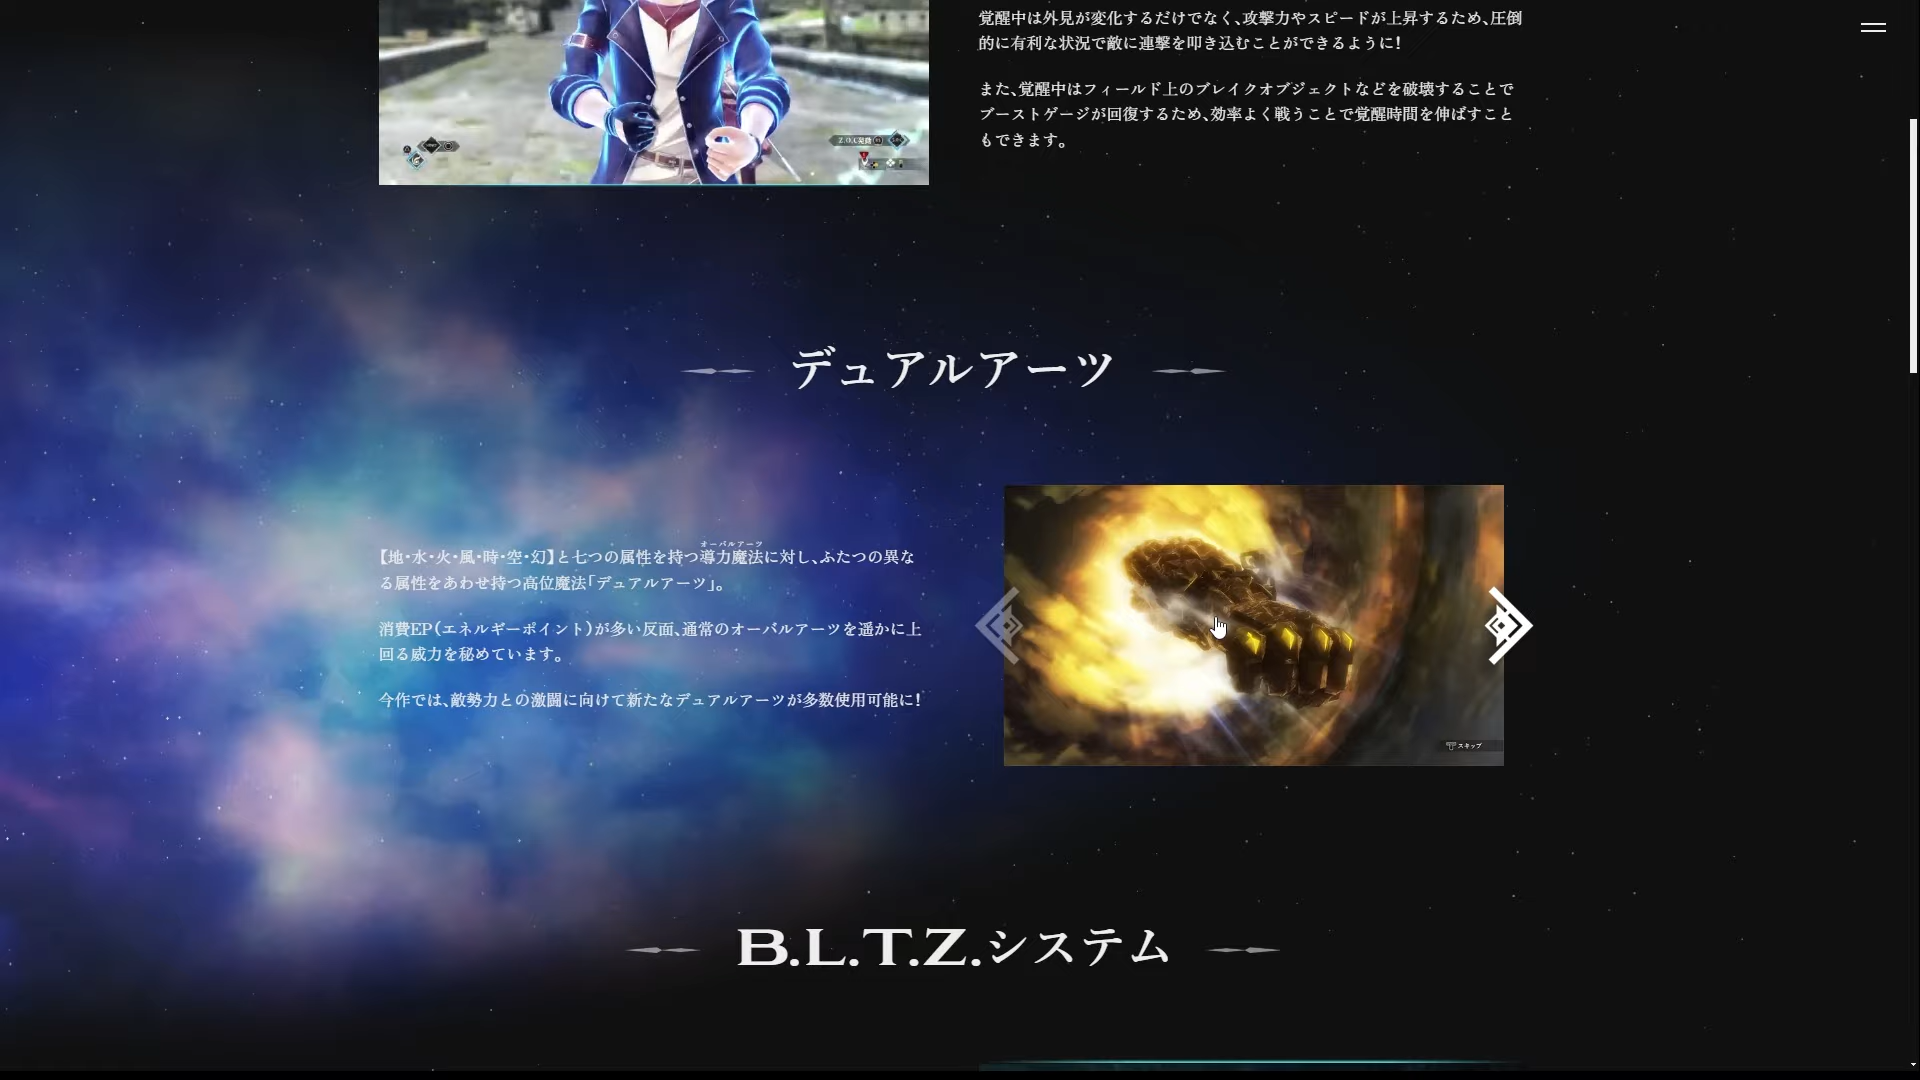 覚醒中は外見が変化するだけでなく、攻撃力やスピードが上昇するため、圧倒
的に有利な状況で敵に連撃を叩き込むことができるように!
また、覚醒中はフィールド上のブレイクオブジェクトなどを破壊することで
ブーストゲージが回復するため、効率よく戦うことで覚醒時間を伸ばすこと
もできます。
デュアルアーツ
オーバルアーツ
【地・水・火・風・時・空・幻】と七つの属性を持つ導力魔法に対し、ふたつの異な
る属性をあわせ持つ高位魔法「デュアルアーツ」。
消費EP(エネルギーポイント)が多い反面、通常のオーバルアーツを遥かに上
回る威力を秘めています。
今作では、敵勢力との激闘に向けて新たなデュアルアーツが多数使用可能に!
スキップ
B.L.T.Z.システム